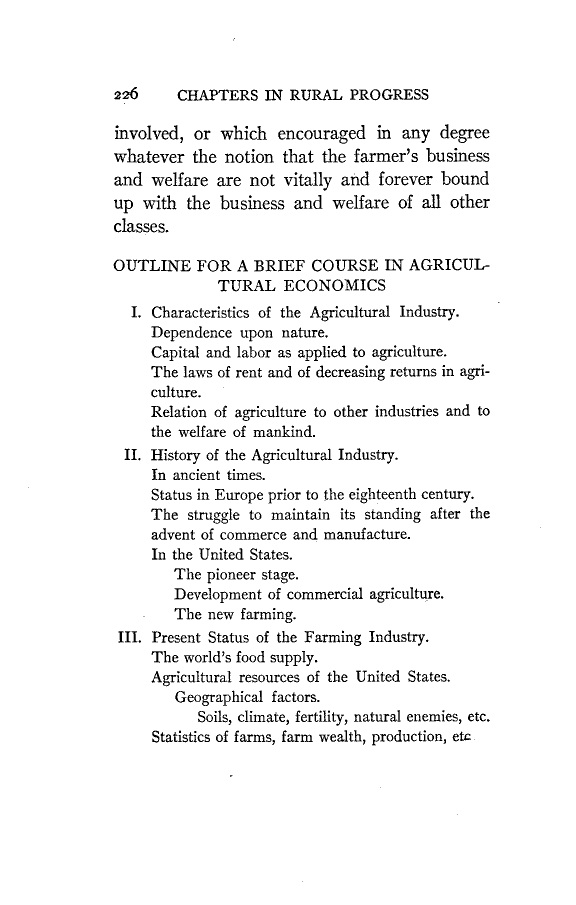 226 CHAPTERS IN RURAL PROGRESS
involved, or which encouraged in any degree
whatever the notion that the farmer's business
and welfare are not vitally and forever bound
up with the business and welfare of all other
classes.
OUTLINE FOR A BRIEF COURSE IN AGRICUL-
TURAL ECONOMICS
I. Characteristics of the Agricultural Industry.
Dependence upon nature.
Capital and labor as applied to agriculture.
The laws of rent and of decreasing returns in agri-
culture.
Relation of agriculture to other industries and to
the welfare of mankind.
II. History of the Agricultural Industry.
In ancient times.
Status in Europe prior to the eighteenth century.
The struggle to maintain its standing after the
advent of commerce and manufacture.
In the United States.
The pioneer stage.
Development of commercial agriculture.
The new farming.
III. Present Status of the Farming Industry.
The world's food supply.
Agricultural resources of the United States.
Geographical factors.
Soils, climate, fertility, natural enemies, etc.
Statistics of farms, farm wealth, production, etc